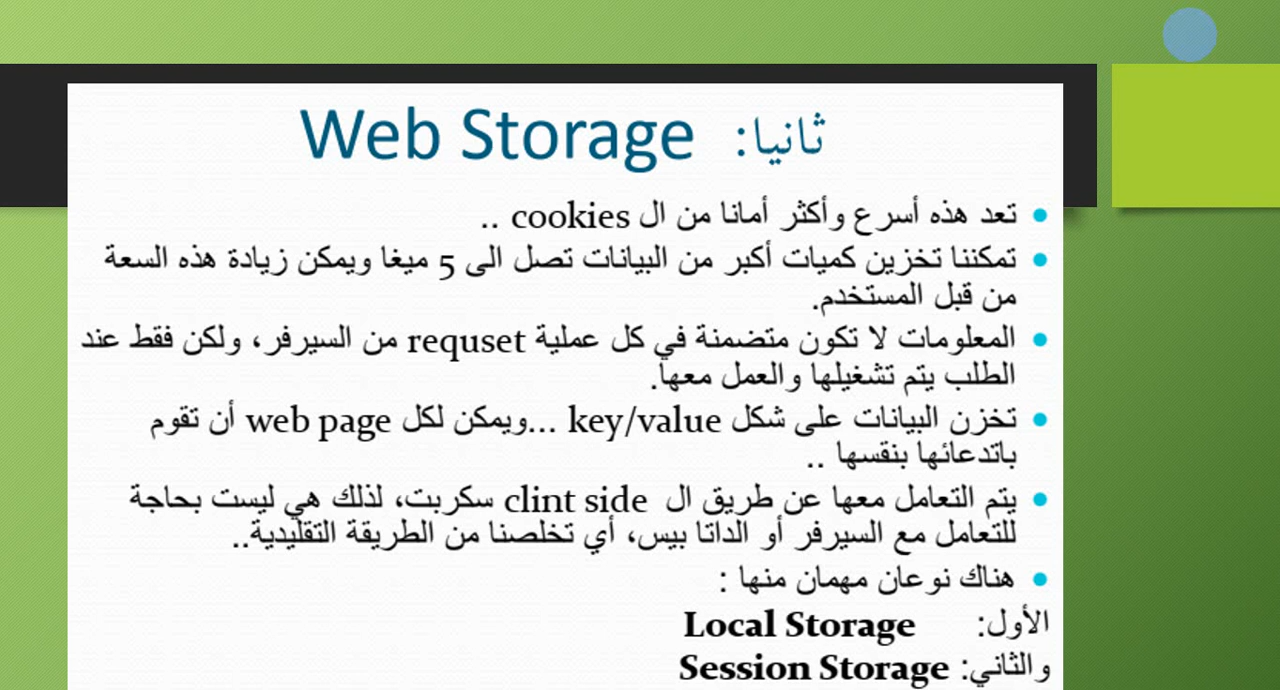 ثانيا: Web Storage
تعد هذه أسرع وأكثر أمانا من ال cookies ..
تمكننا تخزين كميات أكبر من البيانات تصل الى 5 ميغا ويمكن زيادة هذه السعة
من قبل المستخدم.
المعلومات لا تكون متضمنة في كل عملية requset من السيرفر، ولكن فقط عند
الطلب يتم تشغيلها والعمل معها.
تخزن البيانات على شكل key/value ...ويمكن لكل web page أن تقوم
باتدعائها بنفسها ..
يتم التعامل معها عن طريق ال clint side سكربت، لذلك هي ليست بحاجة
للتعامل مع السيرفر أو الداتا بيس، أي تخلصنا من الطريقة التقليدية..
هناك نوعان مهمان منها :
الأول: Local Storage
والثاني: Session Storage